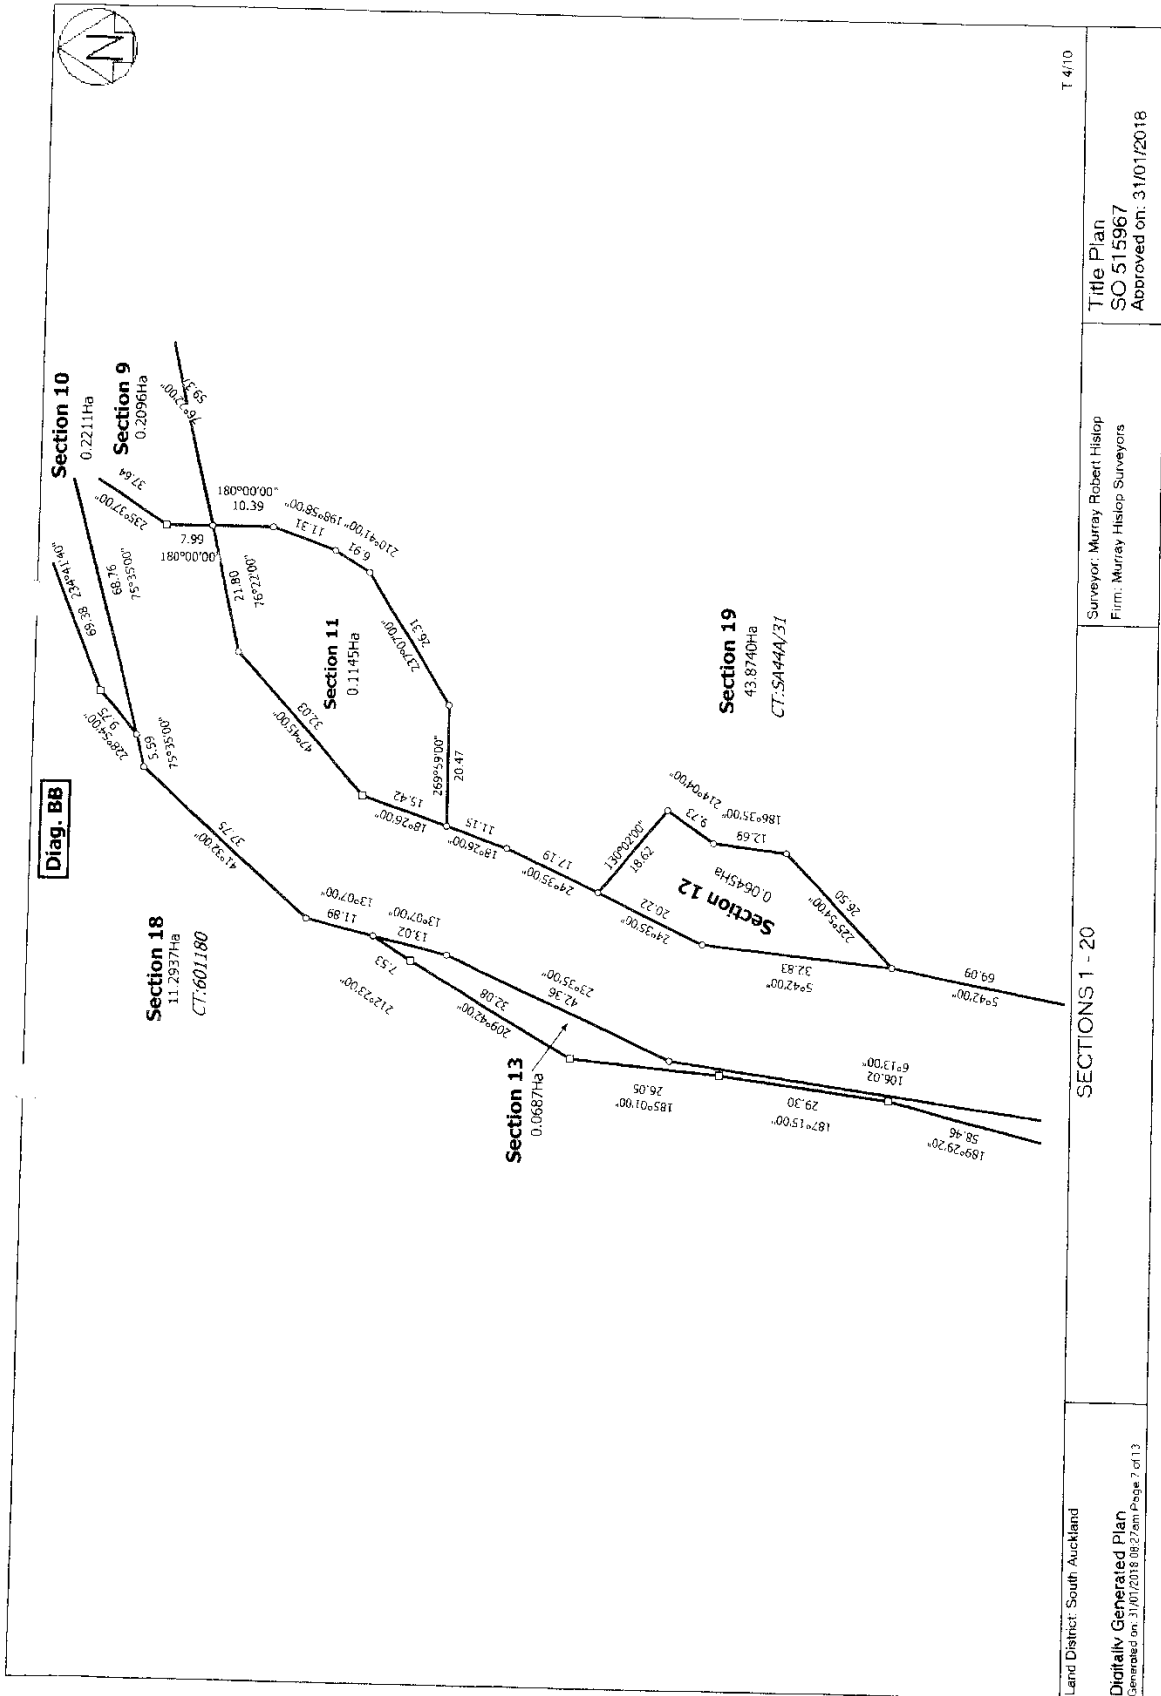 N
Diag. BB
Section 10
0.2211Ha
Section 9
0.2096Ha
37.64
235°37'00"
59.37
76°22'00"
69.38 234°41'40"
68.76
75°35'00"
9.75
228°54'00"
5.59
75°35'00"
7.99
180°00'00"
180°00'00"
10.39
21.80
76°22'00"
11.31
198°58'00"
6.91
210°41'00"
Section 11
0.1145Ha
26.31
237°07'00"
32.03
47°45'00"
15.42
18°26'00"
269°59'00"
20.47
37.75
41°32'00"
Section 18
11.2937Ha
CT:601180
11.89
13°07'00"
13.02
13°07'00"
7.53
212°23'00"
11.15
18°26'00"
17.19
24°35'00"
130°02'00"
18.62
9.73
214°04'00"
12.69
186°35'00"
Section 12
0.0645Ha
26.50
225°54'00"
20.22
24°35'00"
32.83
5°42'00"
69.09
5°42'00"
Section 19
43.8740Ha
CT:SA44A/31
42.36
23°35'00"
32.08
209°42'00"
Section 13
0.0687Ha
26.05
185°01'00"
106.02
6°13'00"
29.30
187°15'00"
58.46
189°29'20"
SECTIONS 1 - 20
T 4/10
Land District: South Auckland
Digitally Generated Plan
Generated on: 31/01/2018 08:27am Page 7 of 13
Surveyor: Murray Robert Hislop
Firm: Murray Hislop Surveyors
Title Plan
SO 515967
Approved on: 31/01/2018